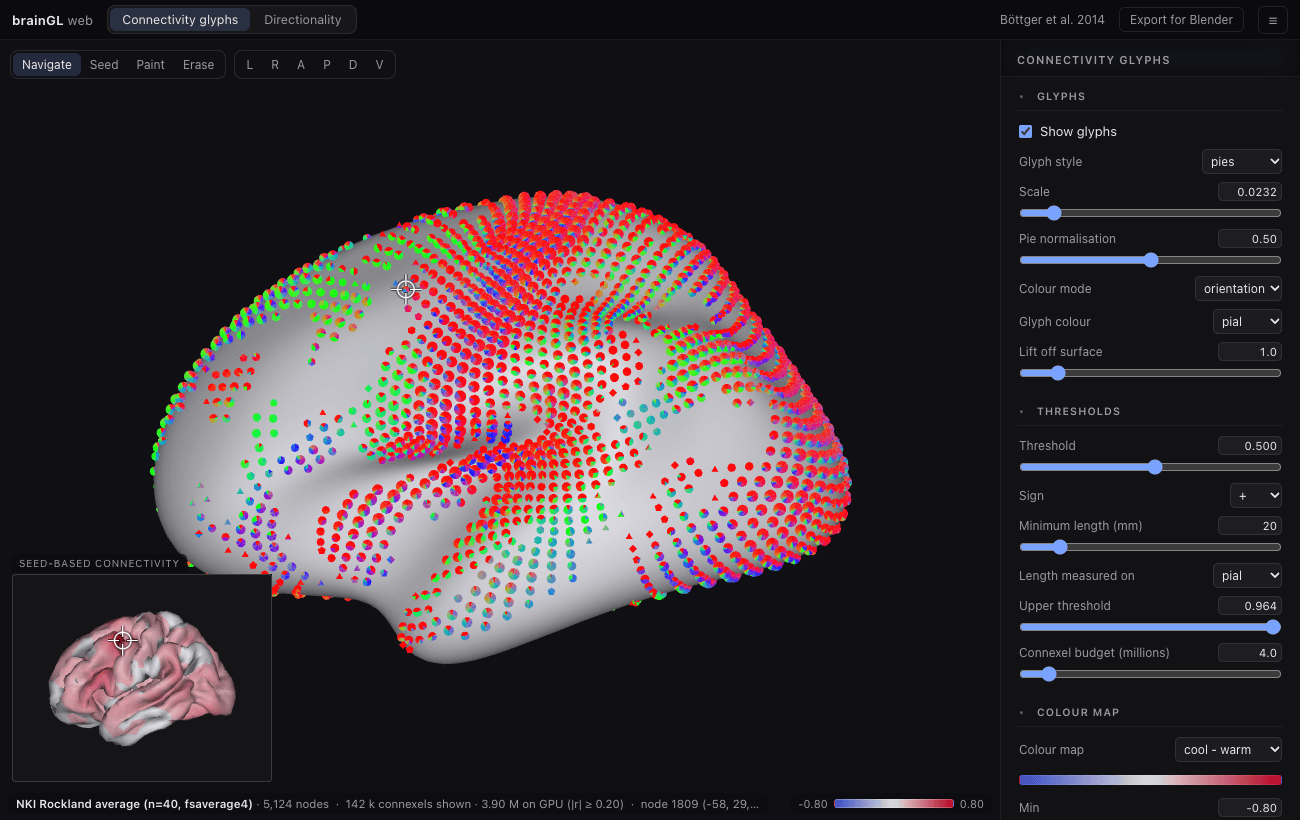 brainGL web Connectivity glyphs Directionality Böttger et al. 2014 Export for Blender ≡
Navigate Seed Paint Erase L R A P D V
CONNECTIVITY GLYPHS
GLYPHS
Show glyphs
Glyph style pies
Scale 0.0232
Pie normalisation 0.50
Colour mode orientation
Glyph colour pial
Lift off surface 1.0
THRESHOLDS
Threshold 0.500
Sign +
Minimum length (mm) 20
Length measured on pial
Upper threshold 0.964
Connexel budget (millions) 4.0
COLOUR MAP
Colour map cool - warm
Min -0.80
SEED-BASED CONNECTIVITY
NKI Rockland average (n=40, fsaverage4) · 5,124 nodes · 142 k connexels shown · 3.90 M on GPU (|r| ≥ 0.20) · node 1809 (-58, 29,...
-0.80 0.80